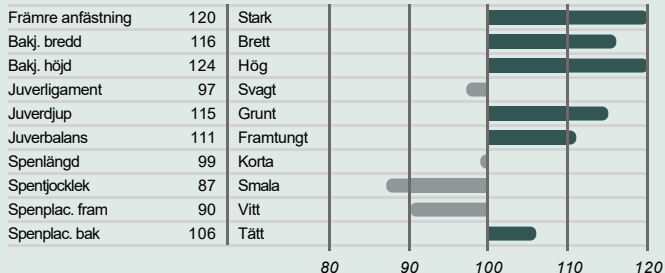 Främre anfästning 120 Stark
Bakj. bredd 116 Brett
Bakj. höjd 124 Hög
Juverligament 97 Svagt
Juverdjup 115 Grunt
Juverbalans 111 Framtungt
Spenlängd 99 Korta
Spentjocklek 87 Smala
Spenplac. fram 90 Vitt
Spenplac. bak 106 Tätt
80 90 100 110 120